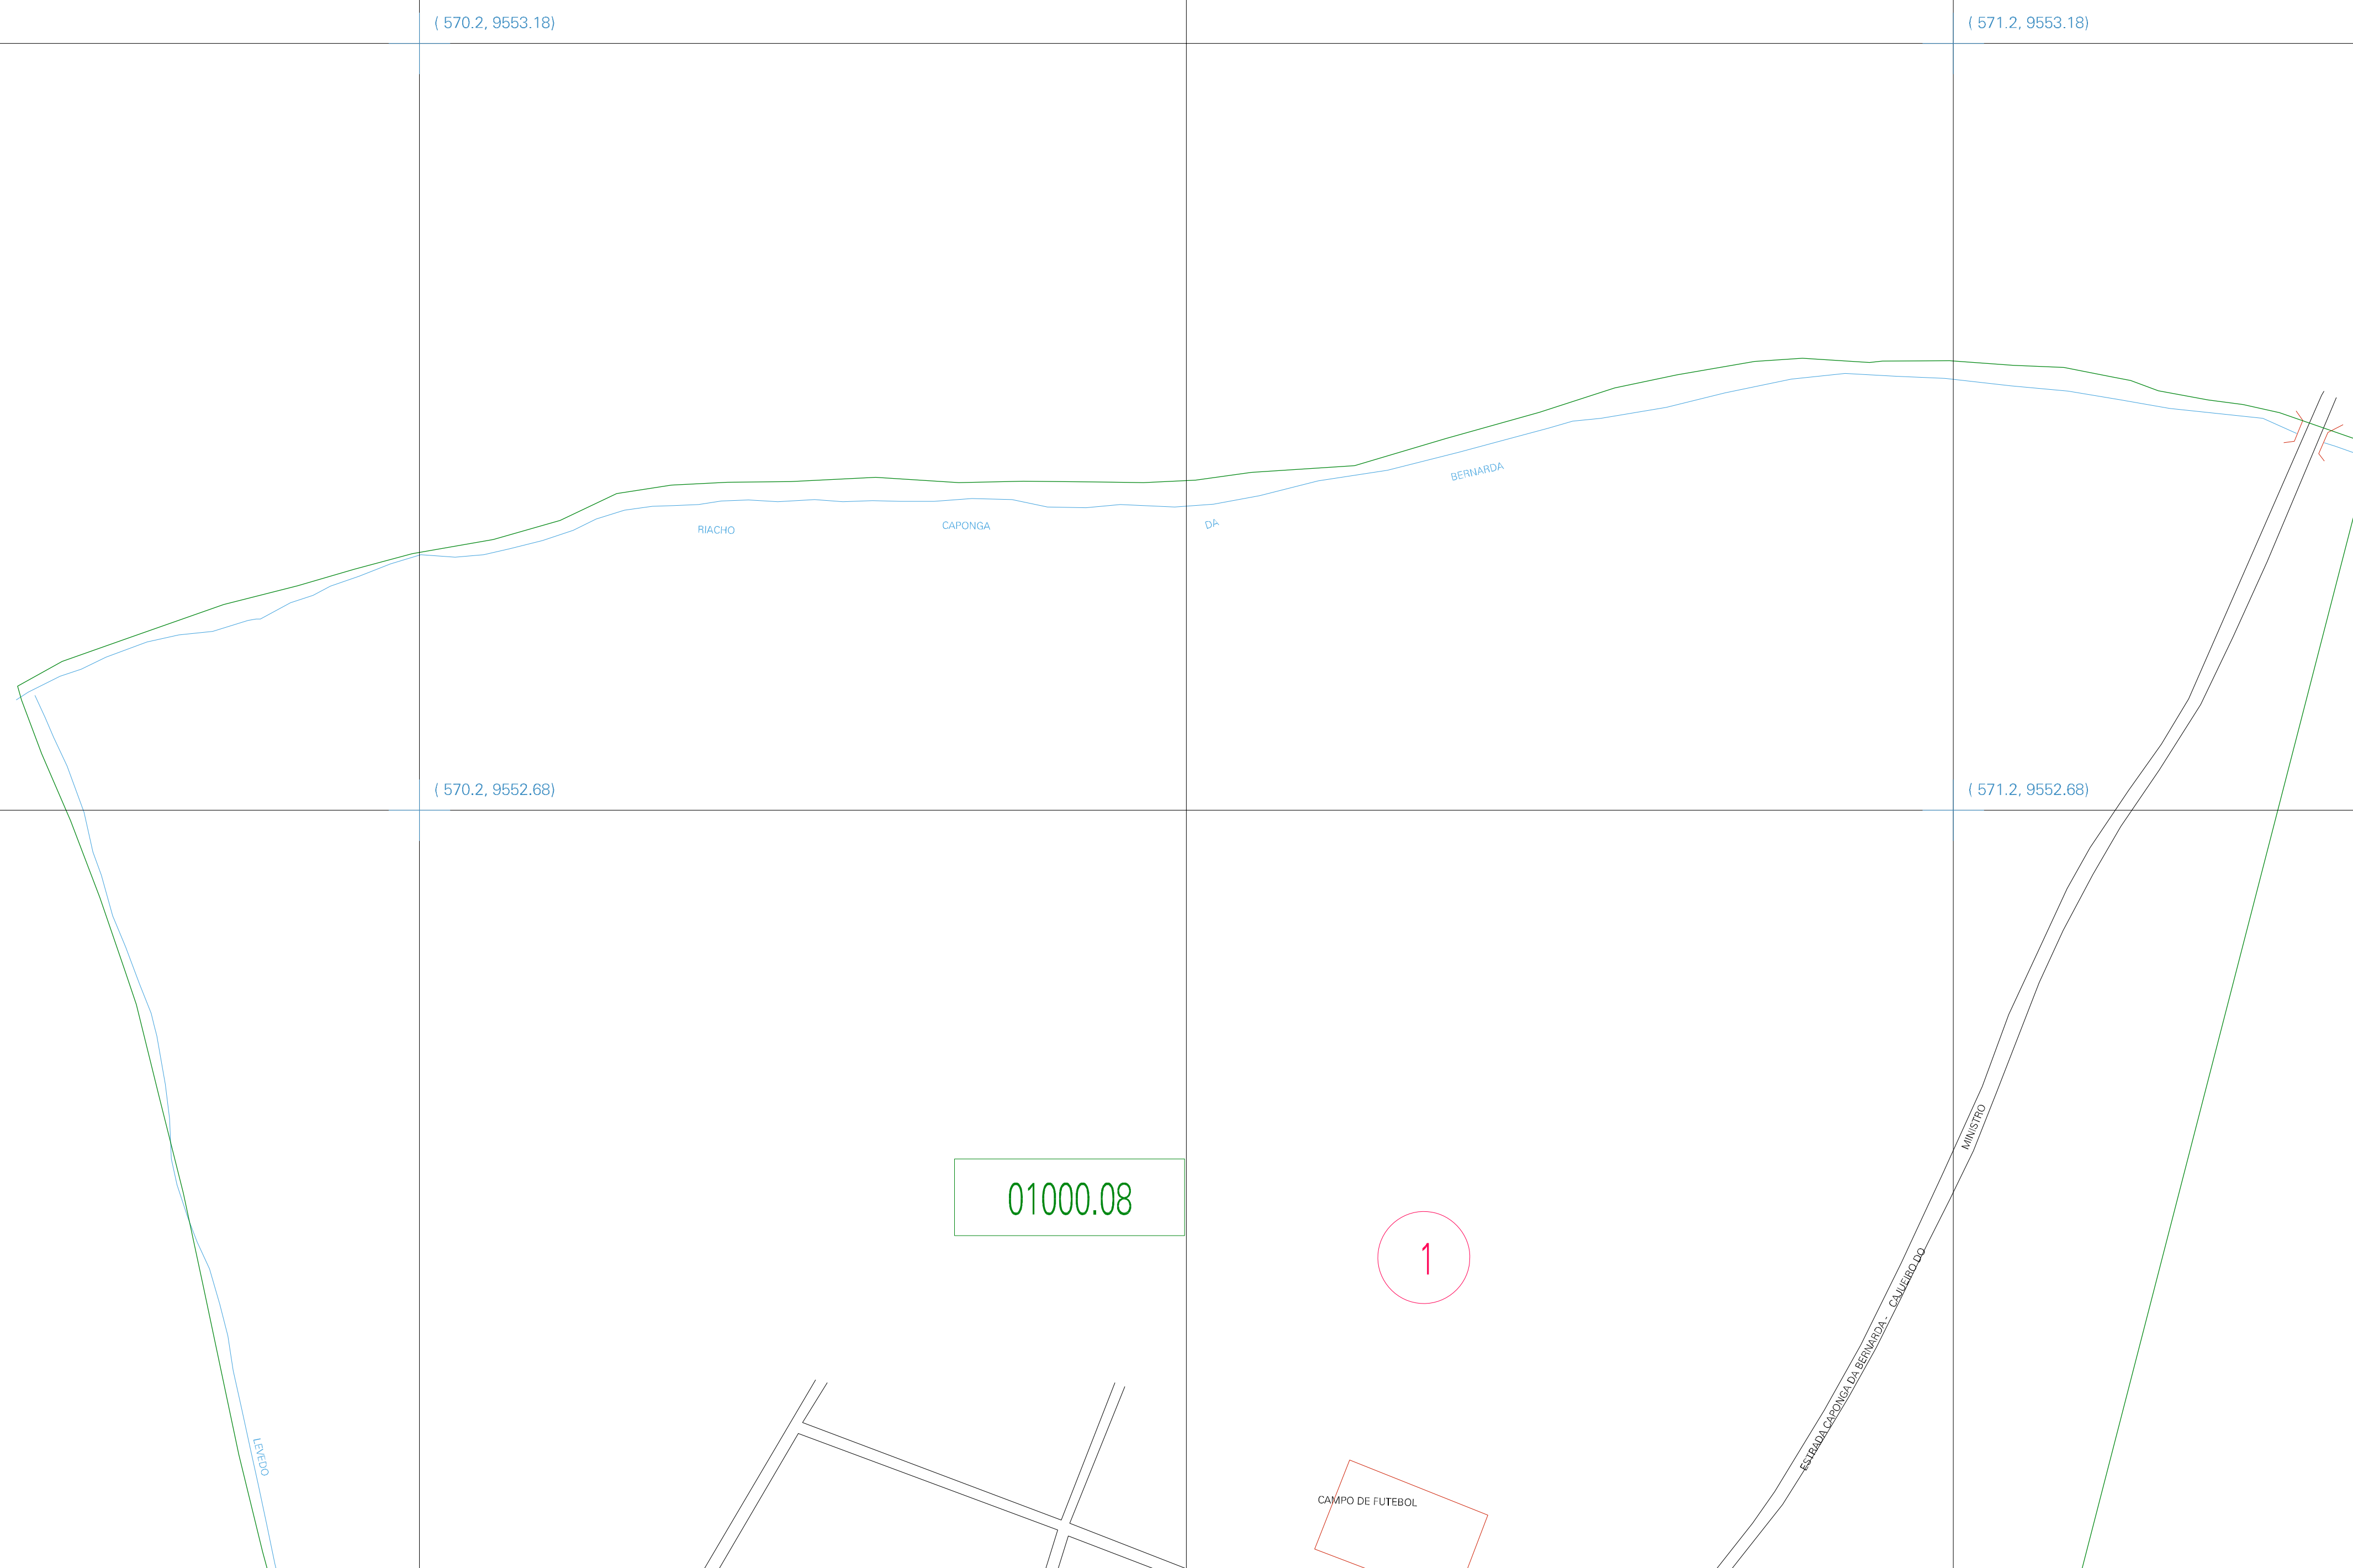 ( 570.2, 9553.18)
( 571.2, 9553.18)
BERNARDA
RIACHO
CAPONGA
DA
( 570.2, 9552.68)
( 571.2, 9552.68)
MINISTRO
01000.08
1
ESTRADA CAPONGA DA BERNARDA - CAJUEIRO DO
LEVEDO
CAMPO DE FUTEBOL